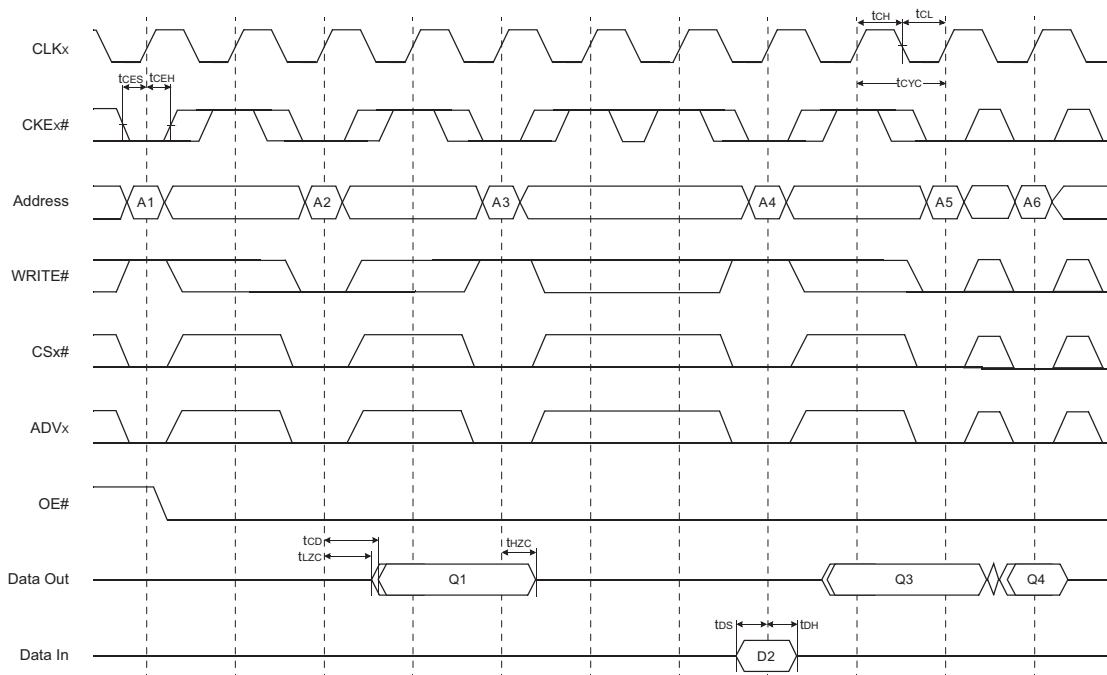 tCH tCL
CLKx
tCES tCEH
tCYC
CKEx#
Address A1 A2 A3 A4 A5 A6
WRITE#
CSx#
ADVx
OE#
tCD
tLZC tHZC
Data Out Q1 Q3 Q4
tDS tDH
Data In D2